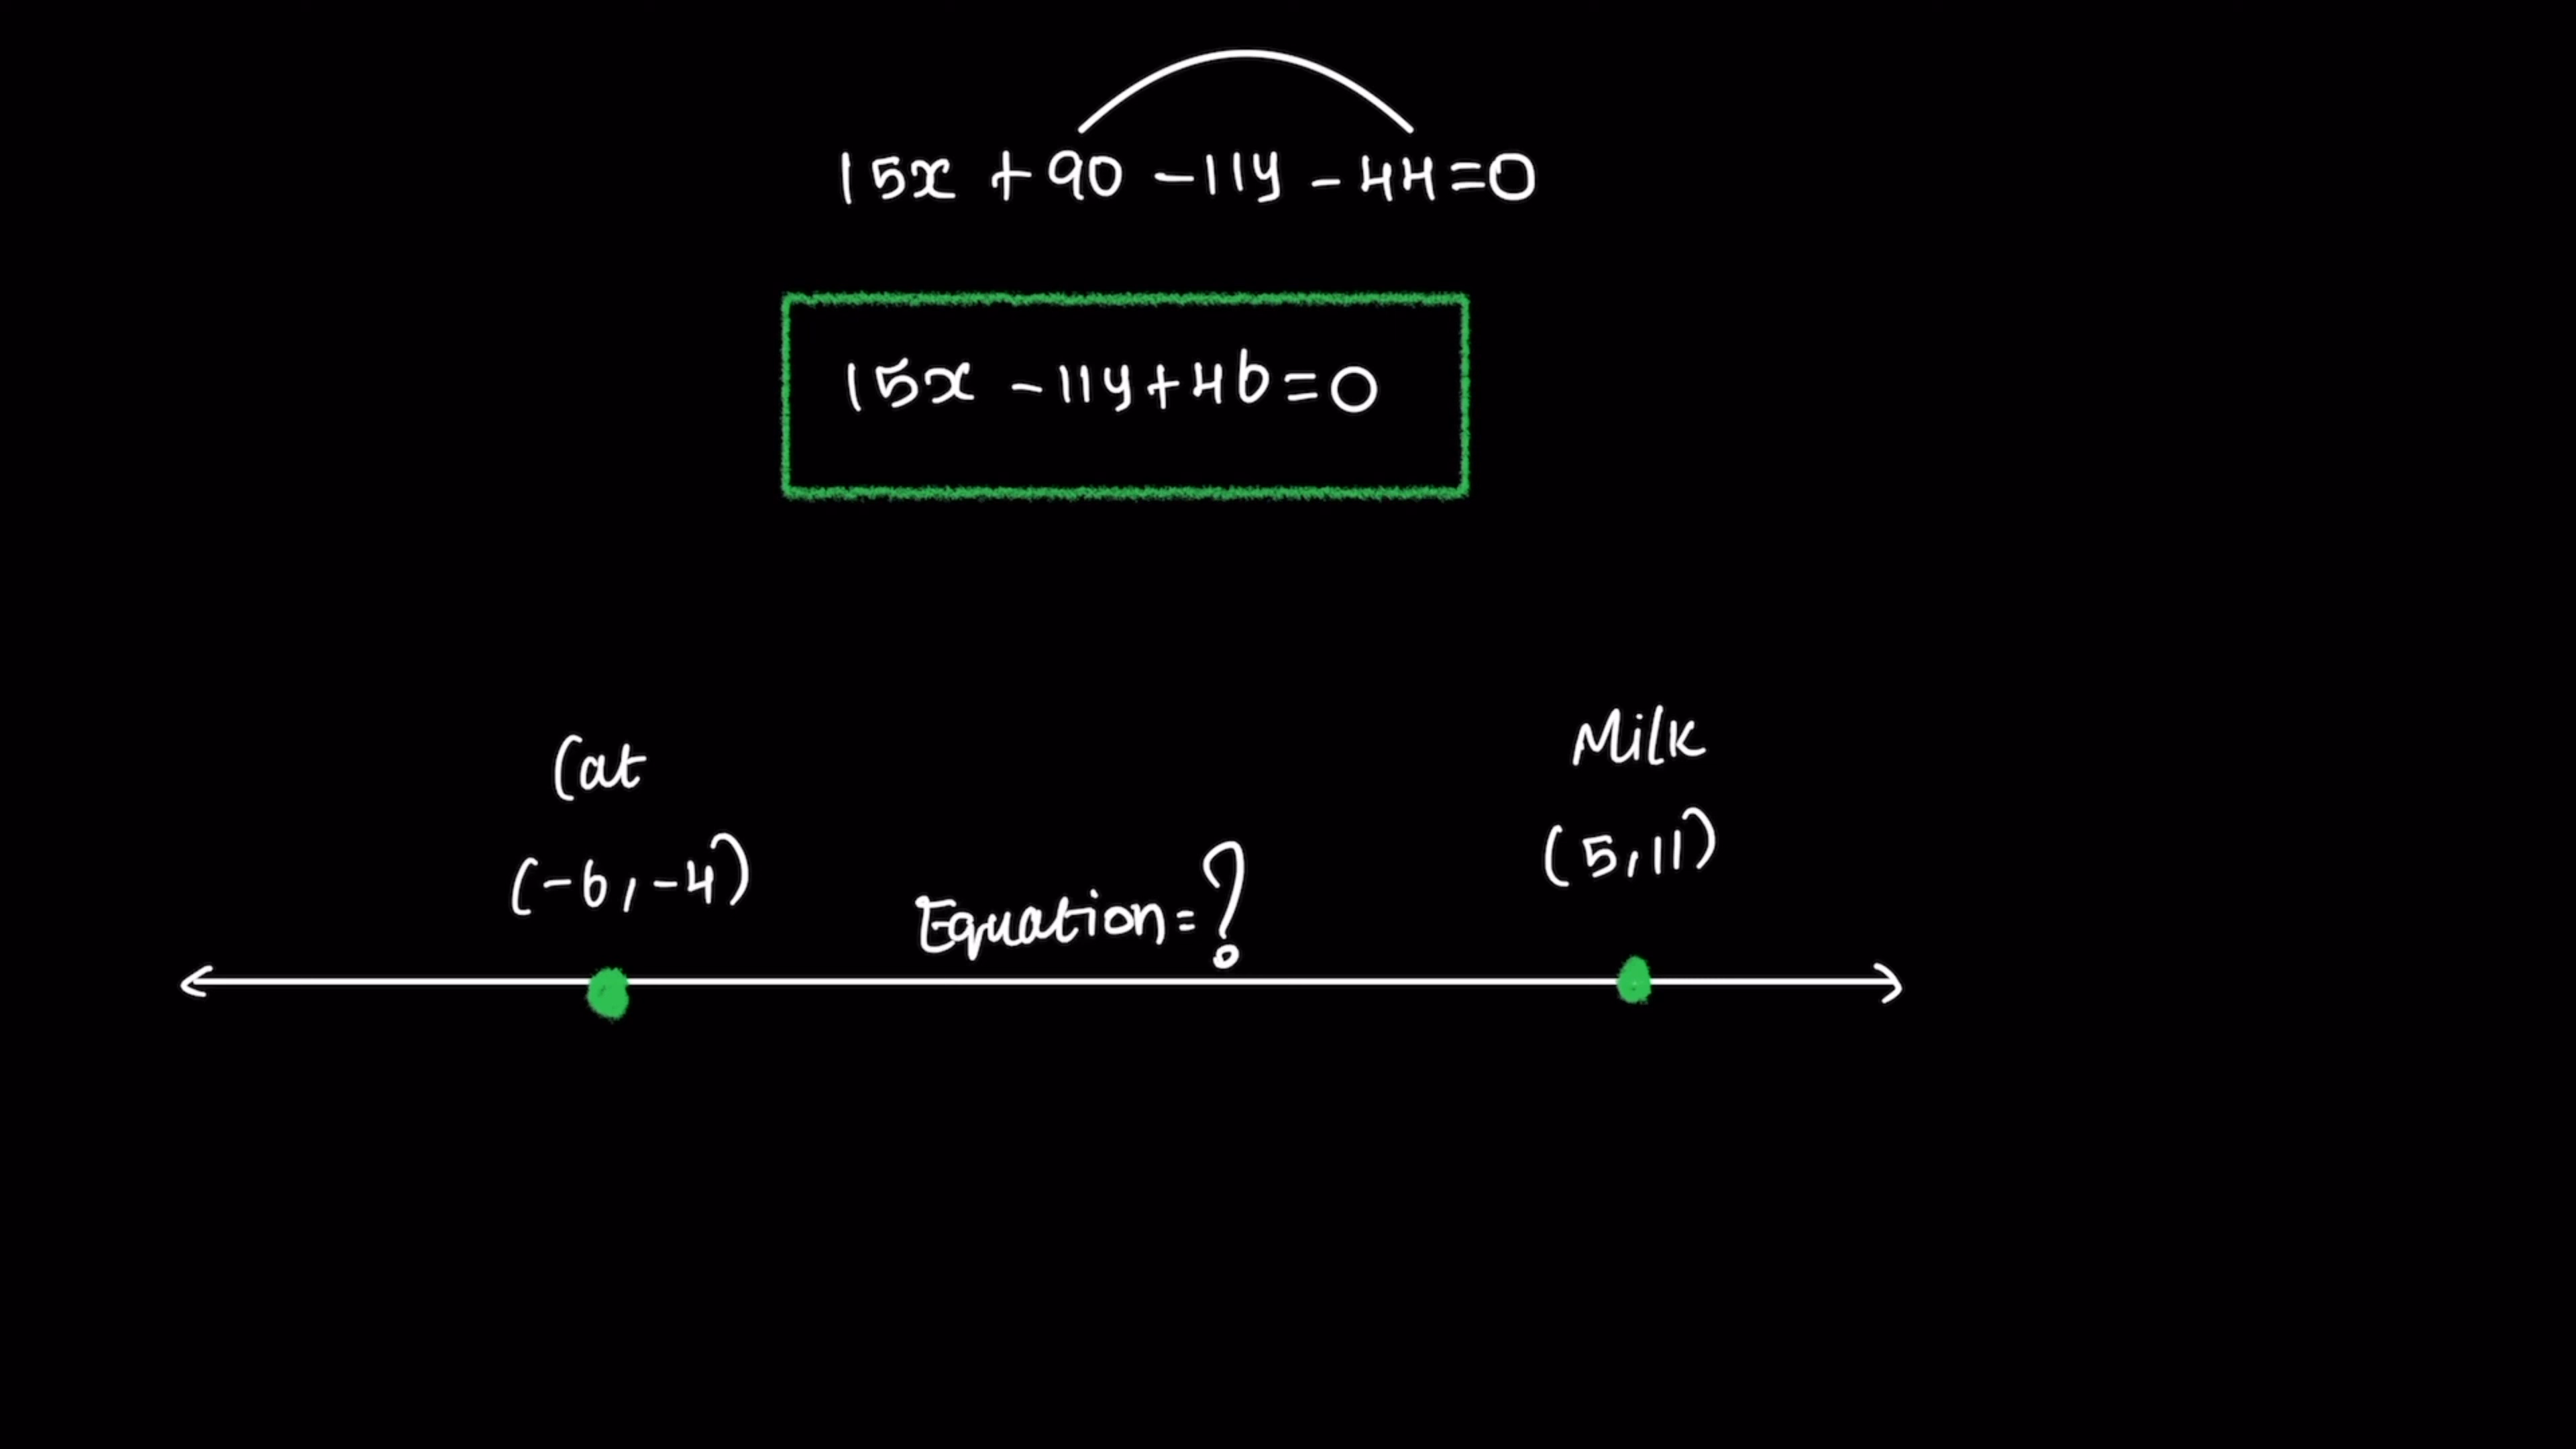 15x + 90 - 11y - 44 = 0
15x - 11y + 46 = 0
Cat
Milk
(-6, -4)
(5, 11)
Equation = ?